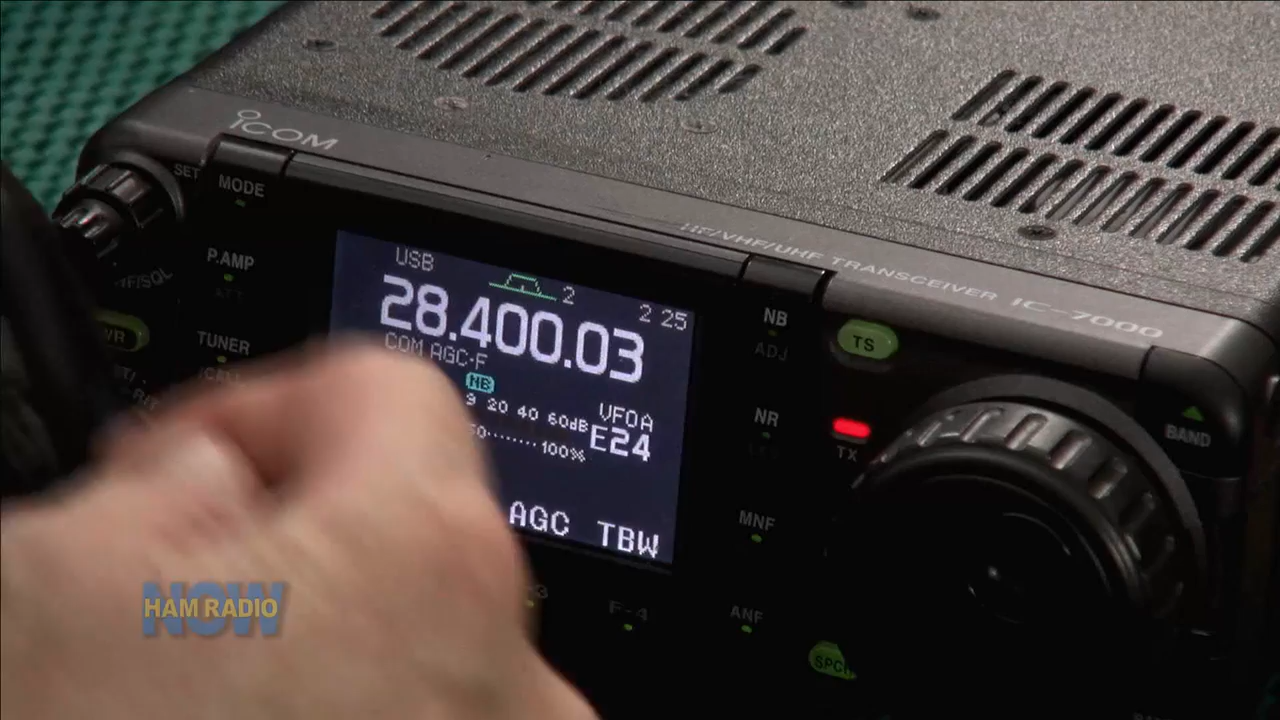 ICOM
SET
MODE
HF/VHF/UHF TRANSCEIVER IC-7000
P.AMP
USB
2
2 25
28.400.03
COM AGC-F
NB
9 20 40 60dB
VFOA
E24
100%
AGC TBW
TUNER
NB
ADJ
TS
NR
TX
BAND
MNF
F-4
ANF
SPCH
HAM RADIO
NOW